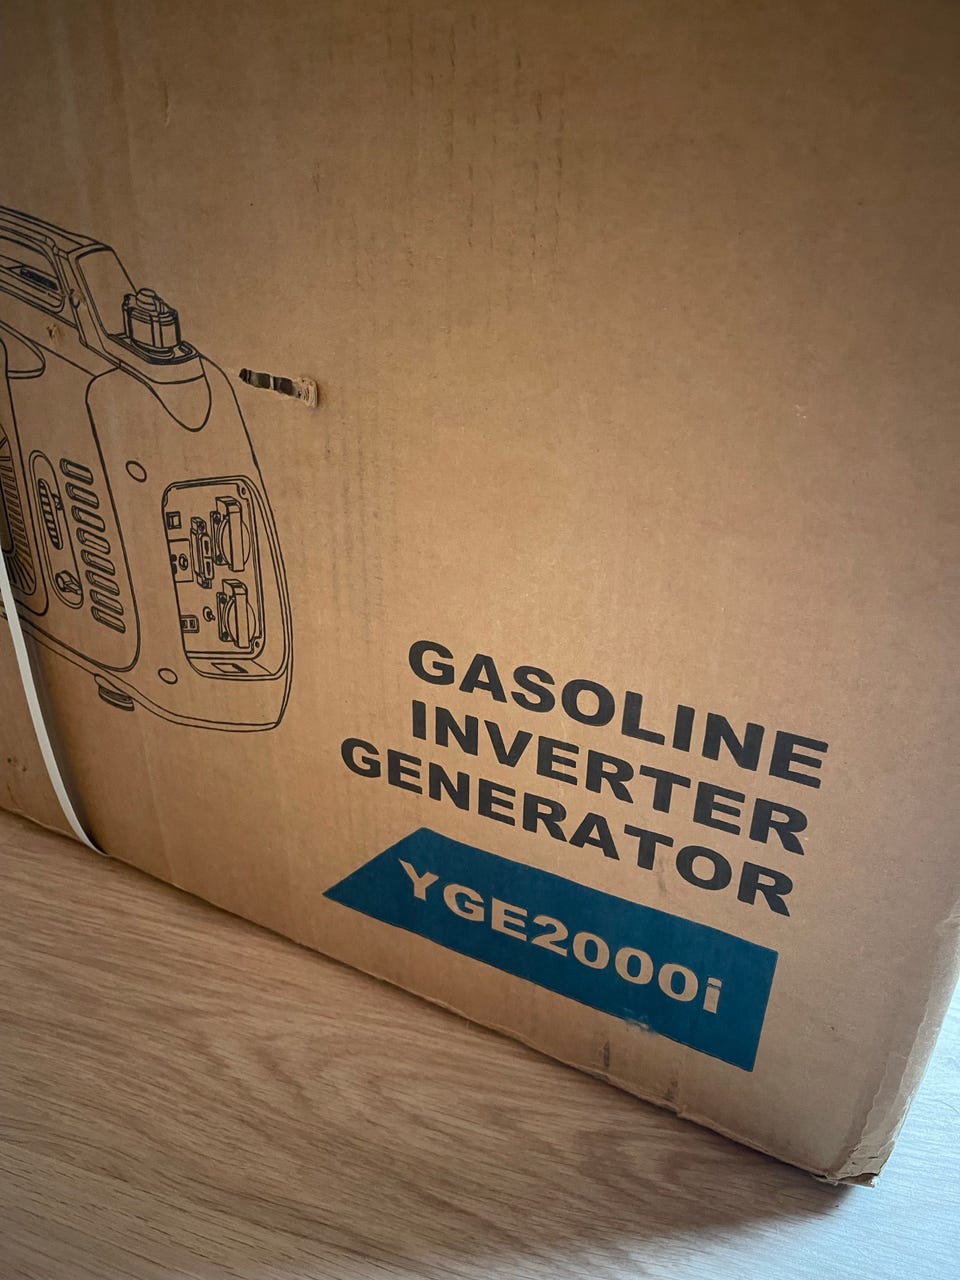 GASOLINE
INVERTER
GENERATOR
YGE2000i